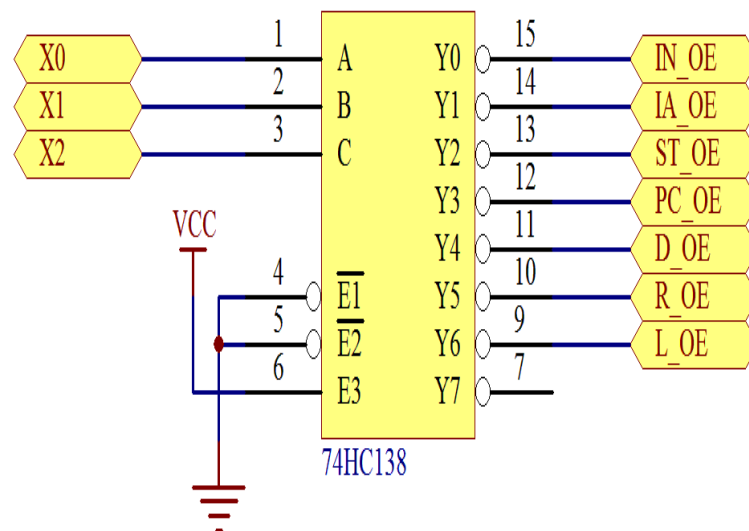 X0 1 A Y0 15 IN_OE
X1 2 B Y1 14 IA_OE
X2 3 C Y2 13 ST_OE
Y3 12 PC_OE
VCC
Y4 11 D_OE
4 E1 Y5 10 R_OE
5 E2 Y6 9 L_OE
6 E3 Y7 7
74HC138